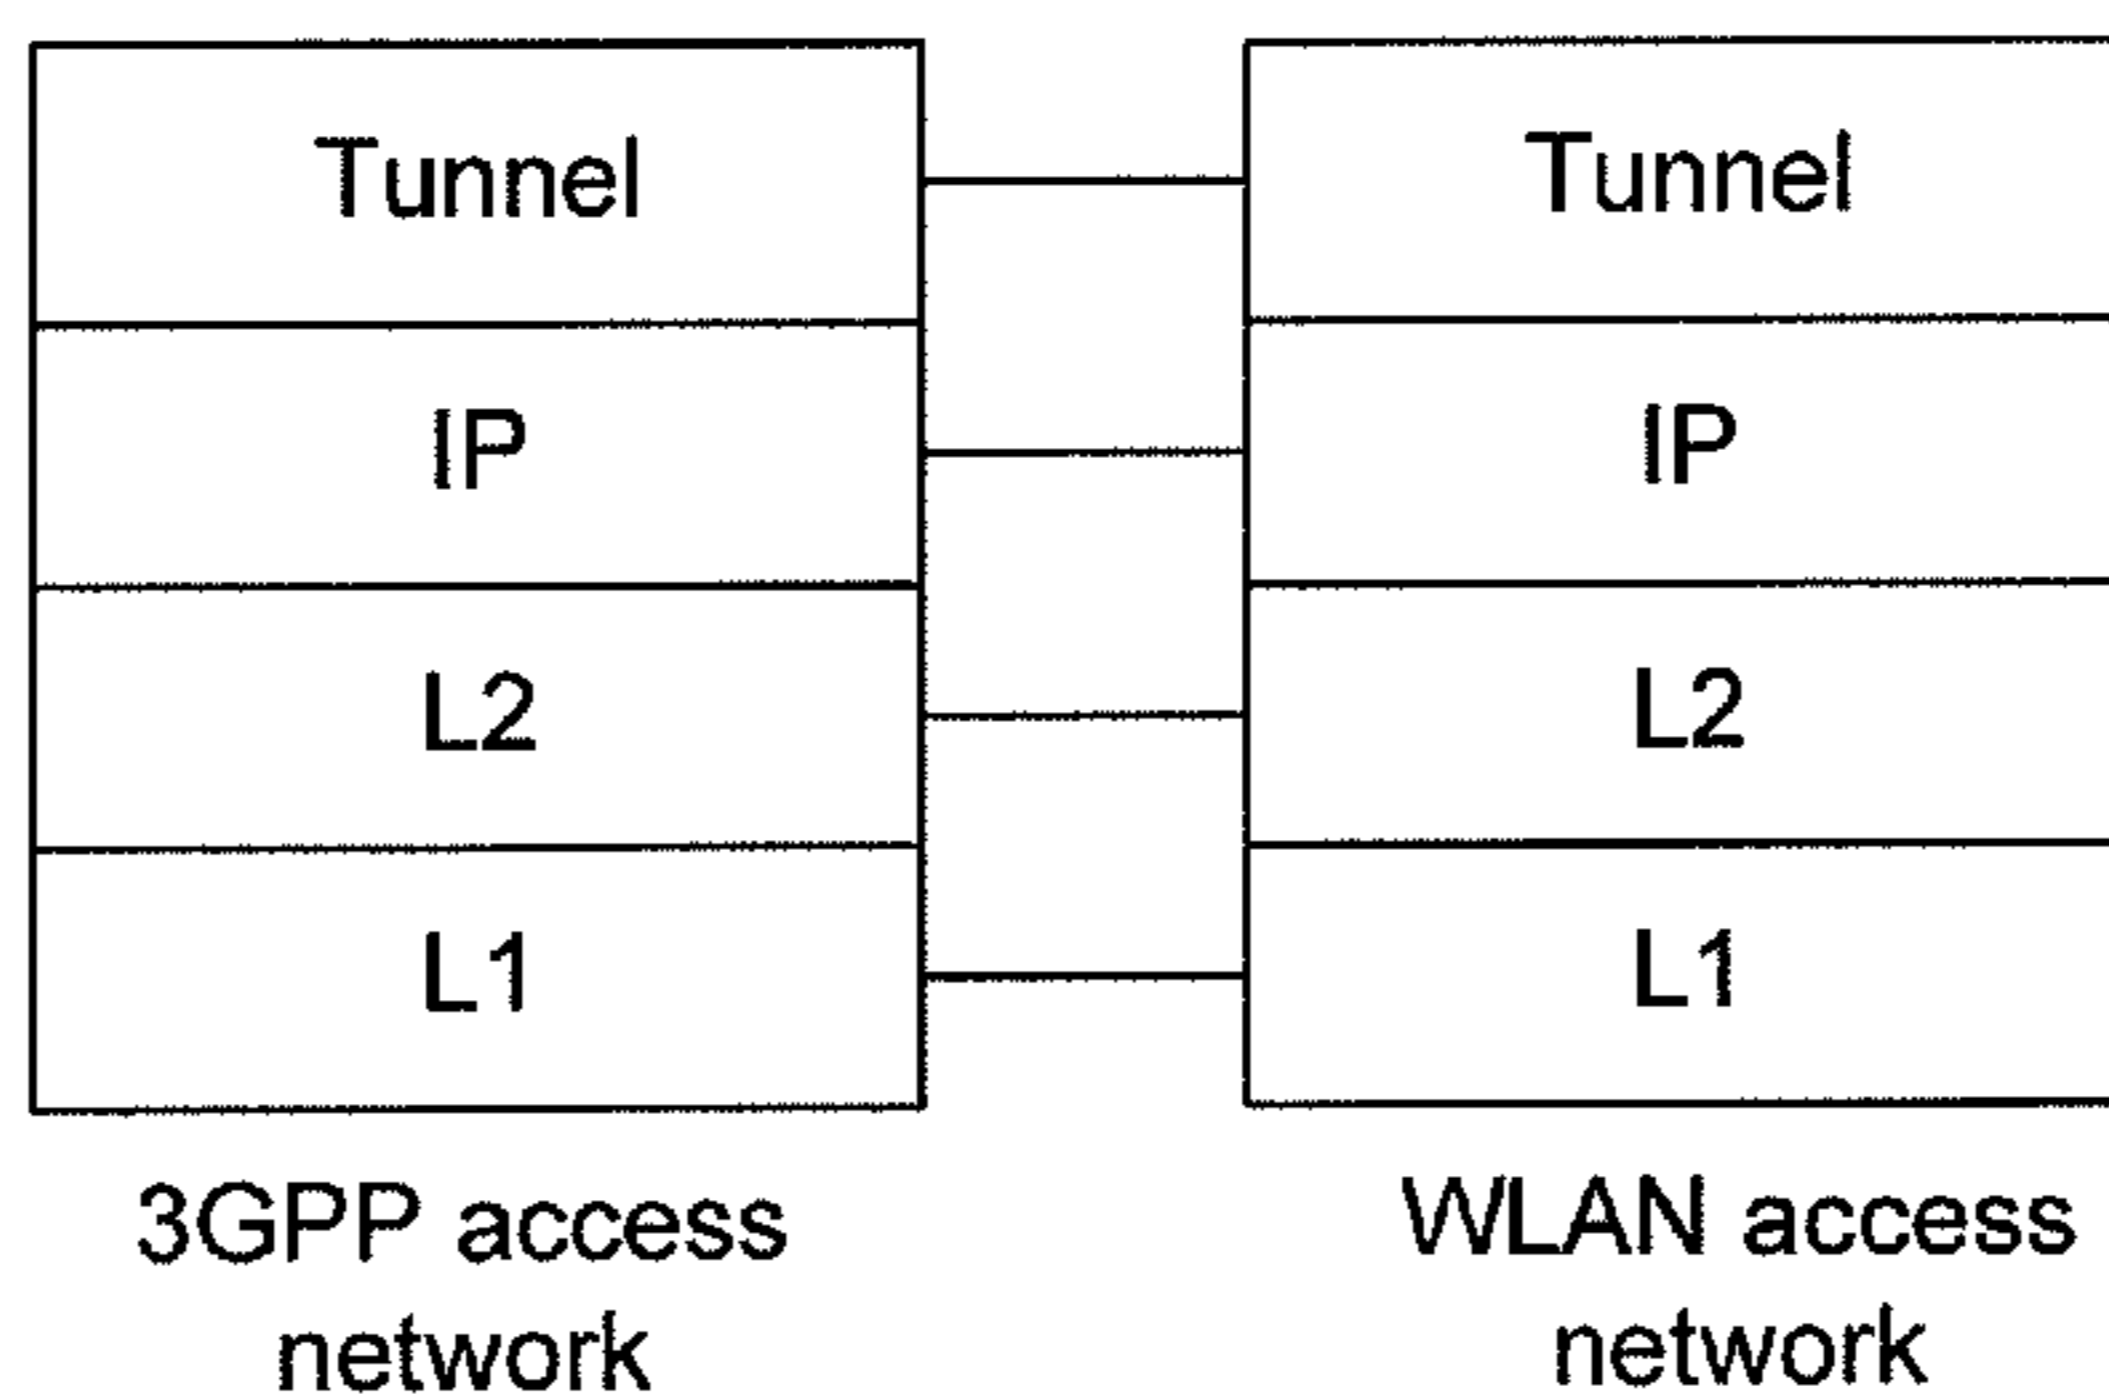 Tunnel
Tunnel
IP
IP
L2
L2
L1
L1
3GPP access
network
WLAN access
network